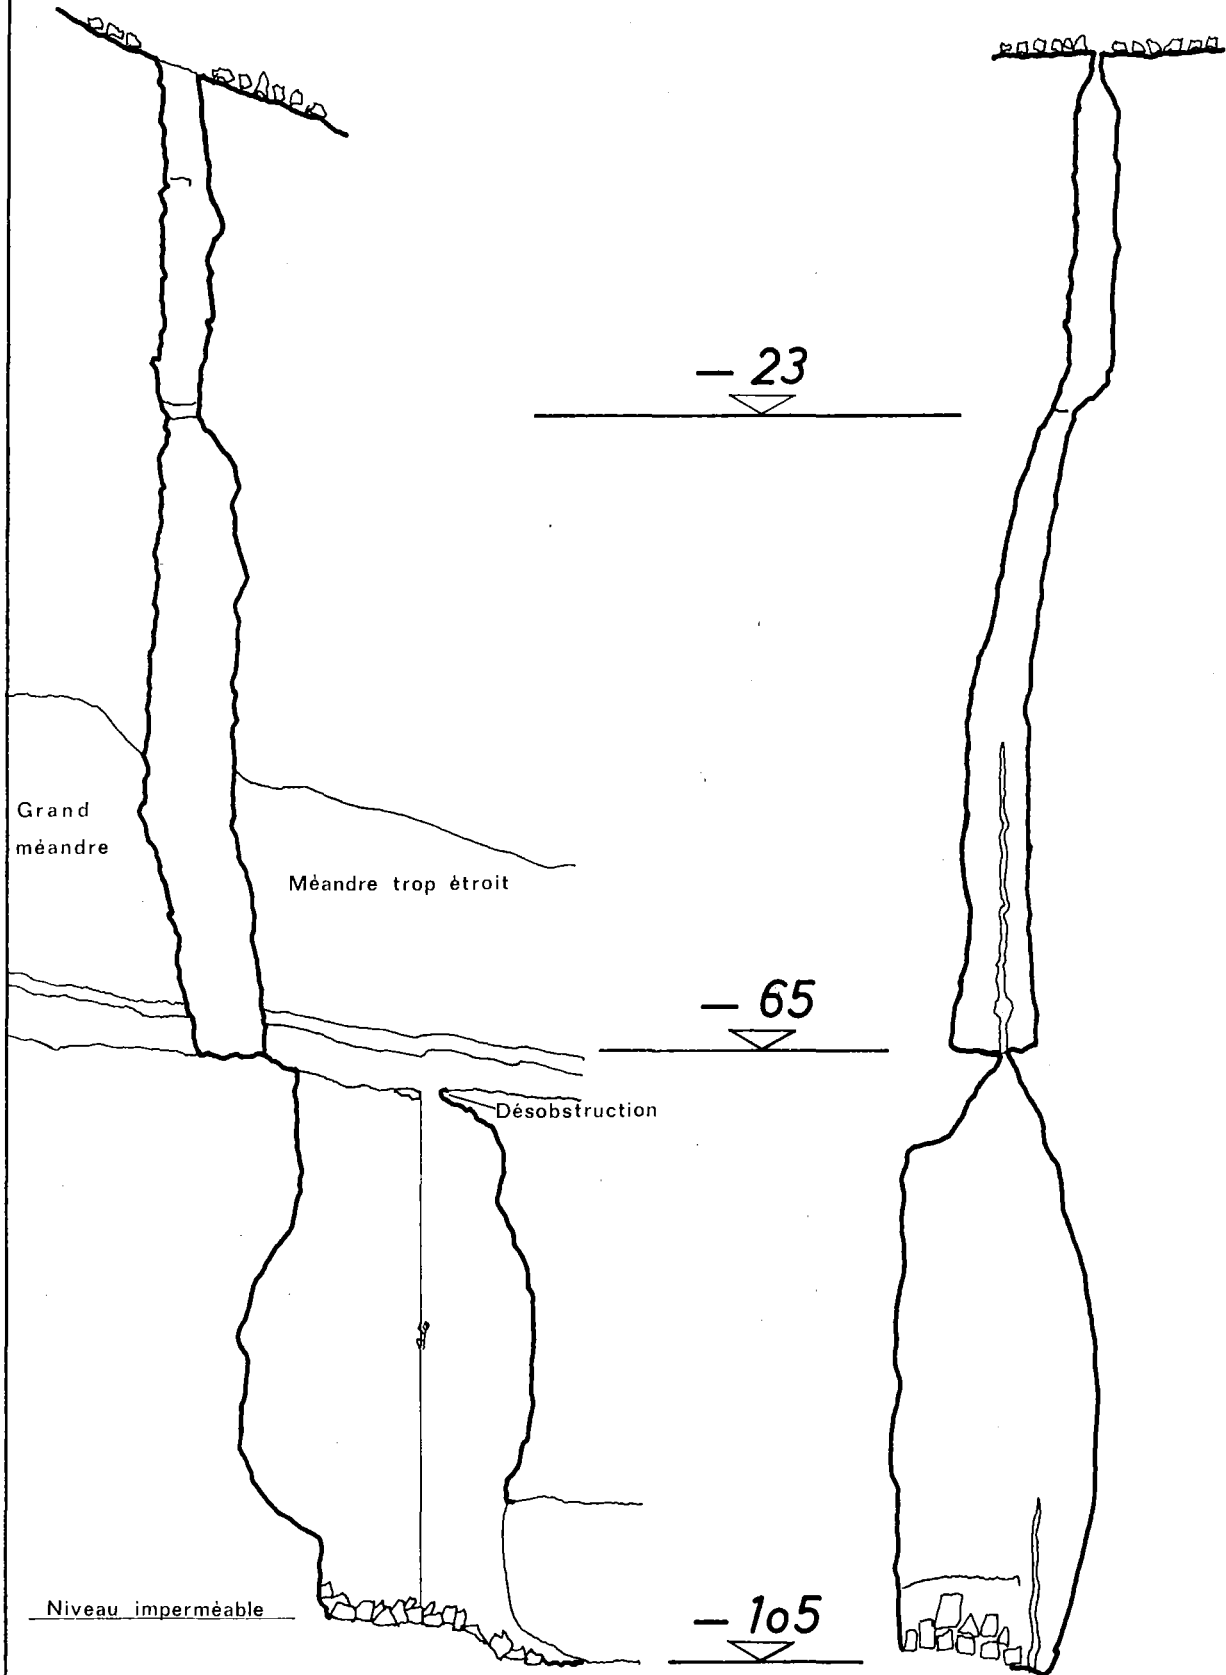 – 23
Grand
méandre
Méandre trop étroit
– 65
Désobstruction
Niveau imperméable
– 1o5